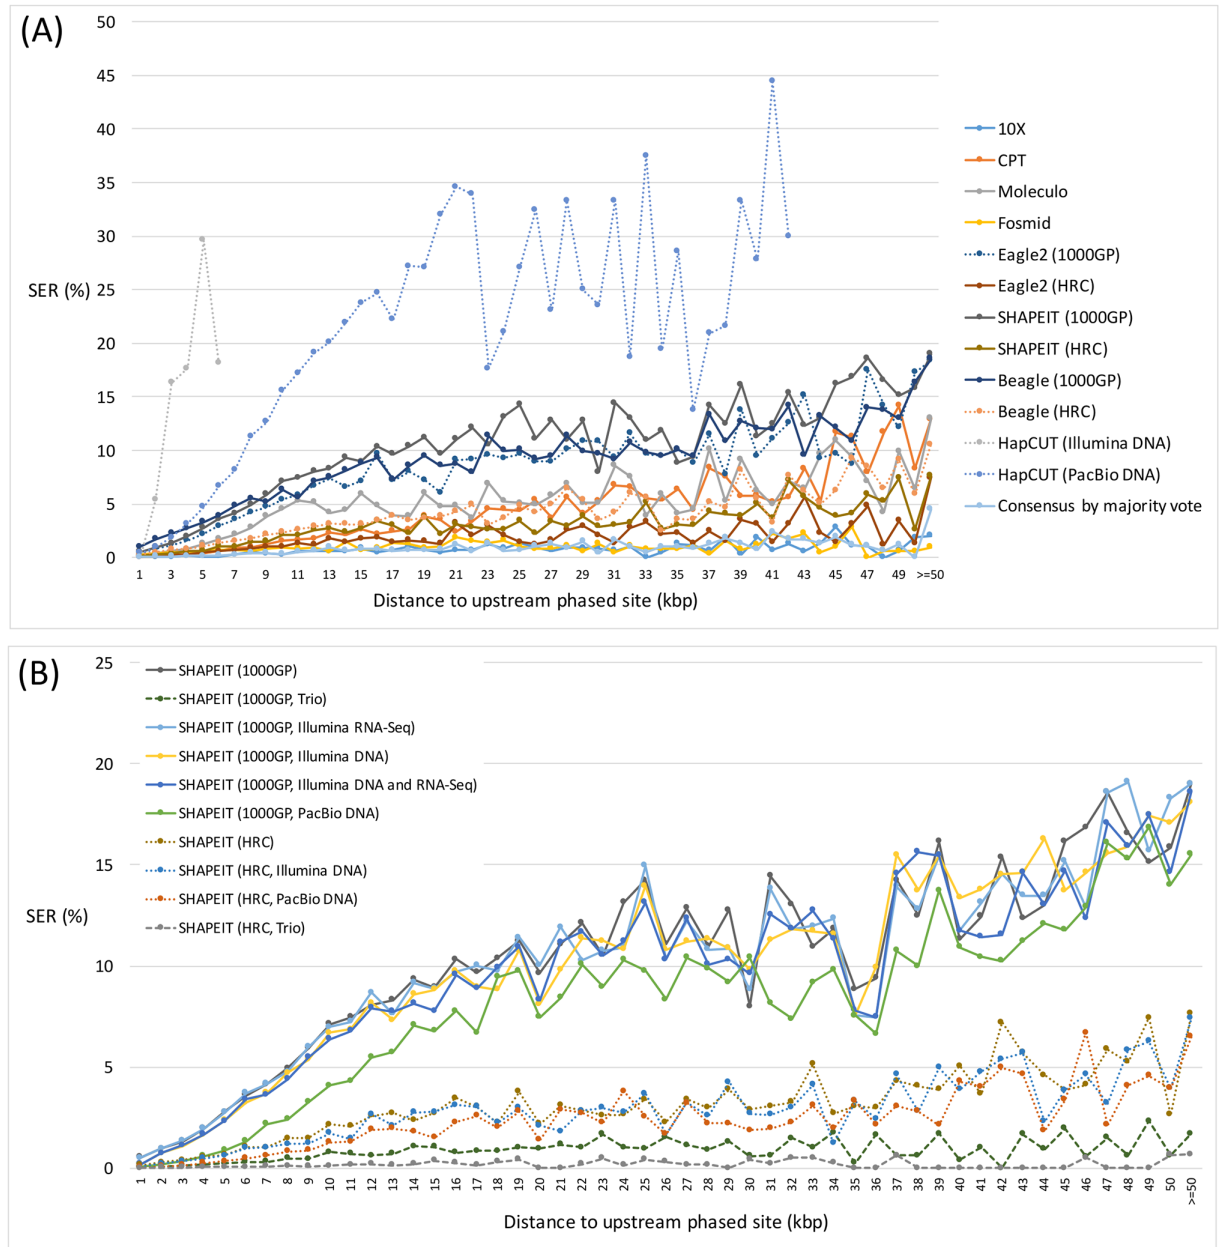 (A)
50
45
40
35
30
25
20
15
10
5
0
SER (%)
1 3 5 7 9 11 13 15 17 19 21 23 25 27 29 31 33 35 37 39 41 43 45 47 49 >=50
Distance to upstream phased site (kbp)
10X
CPT
Moleculo
Fosmid
Eagle2 (1000GP)
Eagle2 (HRC)
SHAPEIT (1000GP)
SHAPEIT (HRC)
Beagle (1000GP)
Beagle (HRC)
HapCUT (Illumina DNA)
HapCUT (PacBio DNA)
Consensus by majority vote
(B)
25
20
15
10
5
0
SER (%)
SHAPEIT (1000GP)
SHAPEIT (1000GP, Trio)
SHAPEIT (1000GP, Illumina RNA-Seq)
SHAPEIT (1000GP, Illumina DNA)
SHAPEIT (1000GP, Illumina DNA and RNA-Seq)
SHAPEIT (1000GP, PacBio DNA)
SHAPEIT (HRC)
SHAPEIT (HRC, Illumina DNA)
SHAPEIT (HRC, PacBio DNA)
SHAPEIT (HRC, Trio)
1 2 3 4 5 6 7 8 9 10 11 12 13 14 15 16 17 18 19 20 21 22 23 24 25 26 27 28 29 30 31 32 33 34 35 36 37 38 39 40 41 42 43 44 45 46 47 48 49 50 >=50
Distance to upstream phased site (kbp)